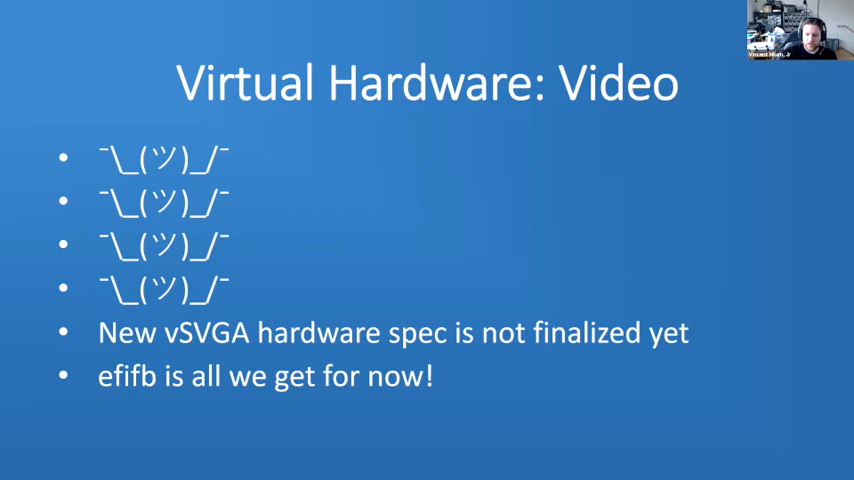 Virtual Hardware: Video
• ¯\_(ツ)_/¯
• ¯\_(ツ)_/¯
• ¯\_(ツ)_/¯
• ¯\_(ツ)_/¯
• New vSVGA hardware spec is not finalized yet
• efifb is all we get for now!